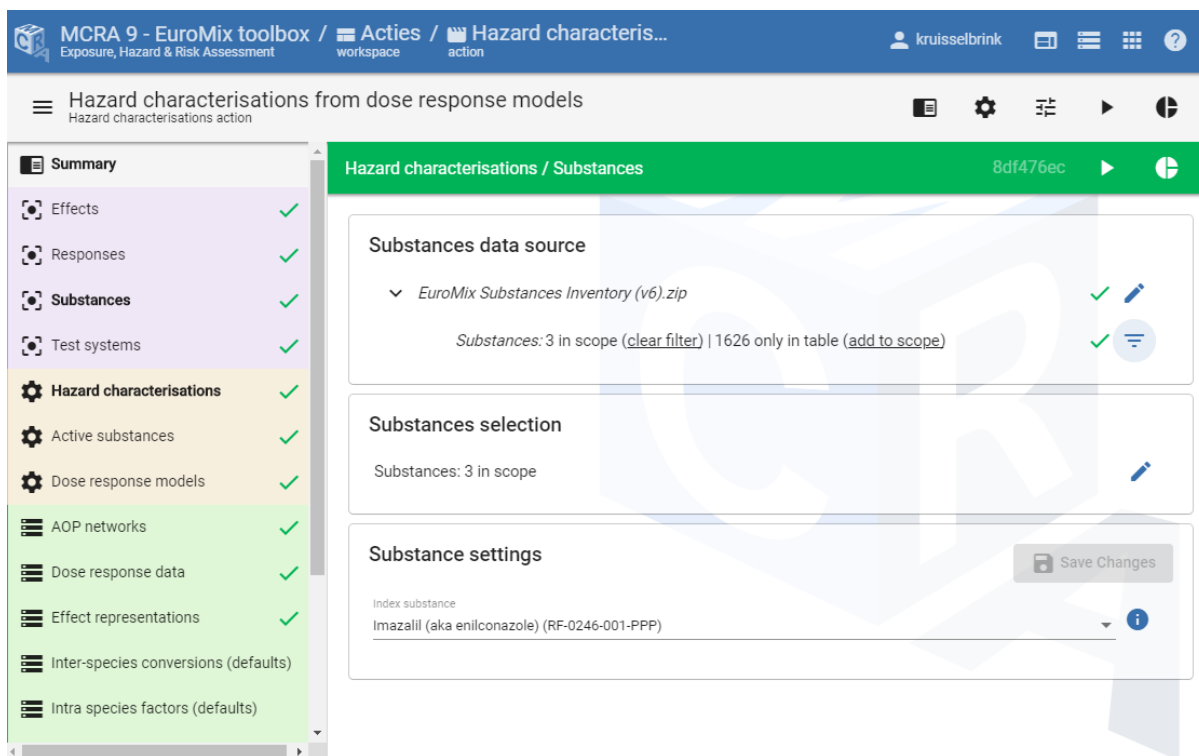 MCRA 9 - EuroMix toolbox / Acties / Hazard characteris...
Exposure, Hazard & Risk Assessment workspace action
kruisselbrink
Hazard characterisations from dose response models
Hazard characterisations action
Summary
Effects
Responses
Substances
Test systems
Hazard characterisations
Active substances
Dose response models
AOP networks
Dose response data
Effect representations
Inter-species conversions (defaults)
Intra species factors (defaults)
Hazard characterisations / Substances
8df476ec
Substances data source
EuroMix Substances Inventory (v6).zip
Substances: 3 in scope (clear filter) | 1626 only in table (add to scope)
Substances selection
Substances: 3 in scope
Substance settings
Save Changes
Index substance
Imazalil (aka enilconazole) (RF-0246-001-PPP)
CRA